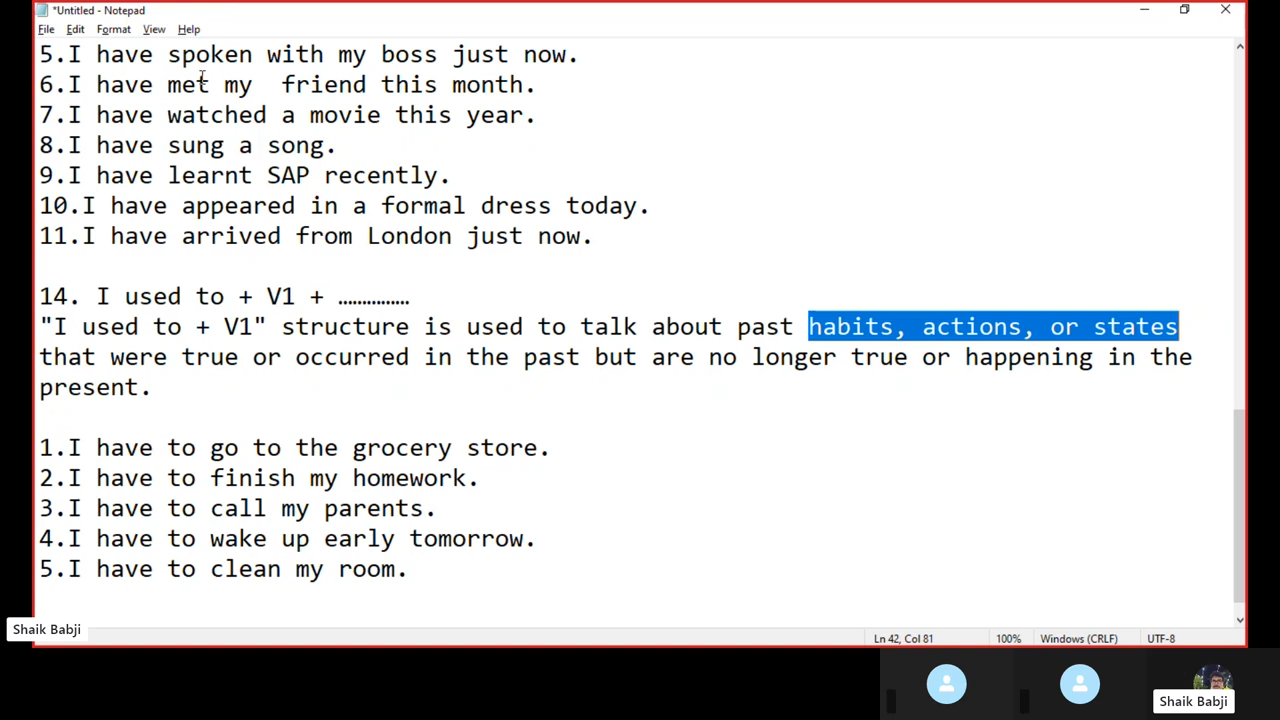 *Untitled - Notepad
File Edit Format View Help
5.I have spoken with my boss just now.
6.I have met my  friend this month.
7.I have watched a movie this year.
8.I have sung a song.
9.I have learnt SAP recently.
10.I have appeared in a formal dress today.
11.I have arrived from London just now.
14. I used to + V1 + ……………
"I used to + V1" structure is used to talk about past habits, actions, or states
that were true or occurred in the past but are no longer true or happening in the
present.
1.I have to go to the grocery store.
2.I have to finish my homework.
3.I have to call my parents.
4.I have to wake up early tomorrow.
5.I have to clean my room.
Shaik Babji
Ln 42, Col 81 100% Windows (CRLF) UTF-8
Shaik Babji